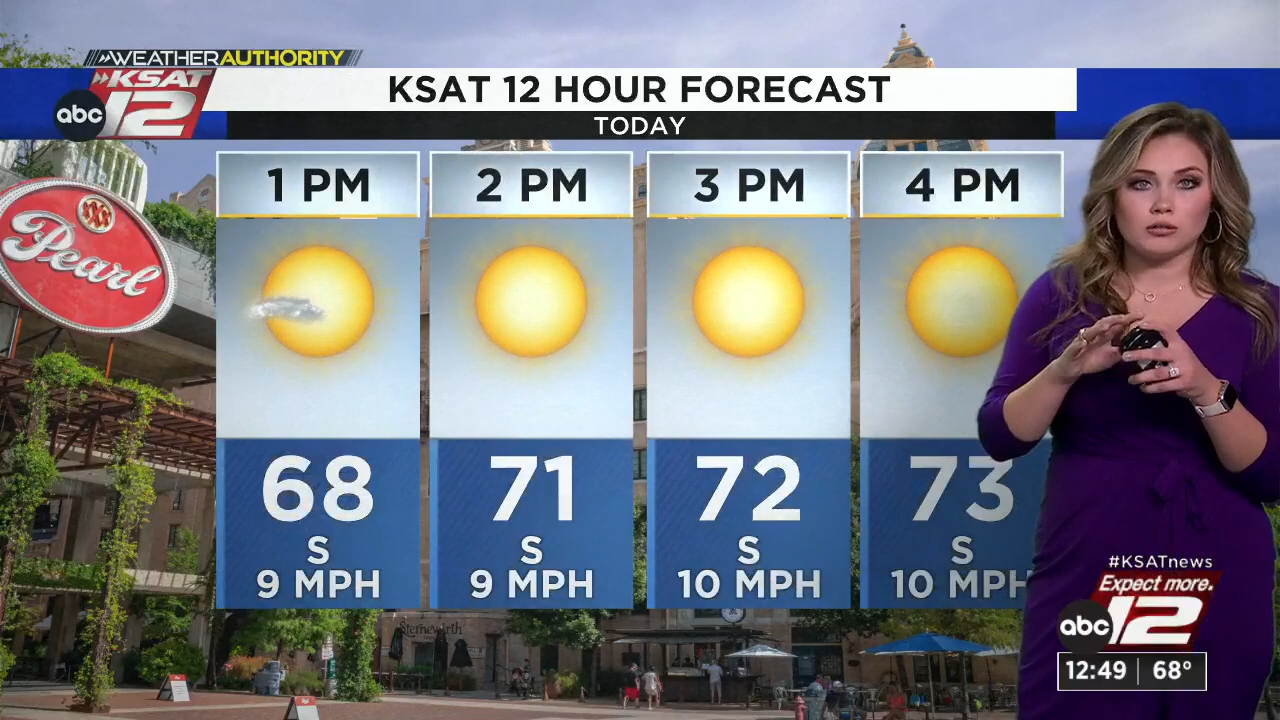 WEATHERAUTHORITY
KSAT
abc 12
KSAT 12 HOUR FORECAST
TODAY
1 PM
2 PM
3 PM
4 PM
XXX
Pearl
68
S
9 MPH
71
S
9 MPH
72
S
10 MPH
73
S
10 MPH
Sternewirth
#KSATnews
Expect more.
abc 12
12:49 68°